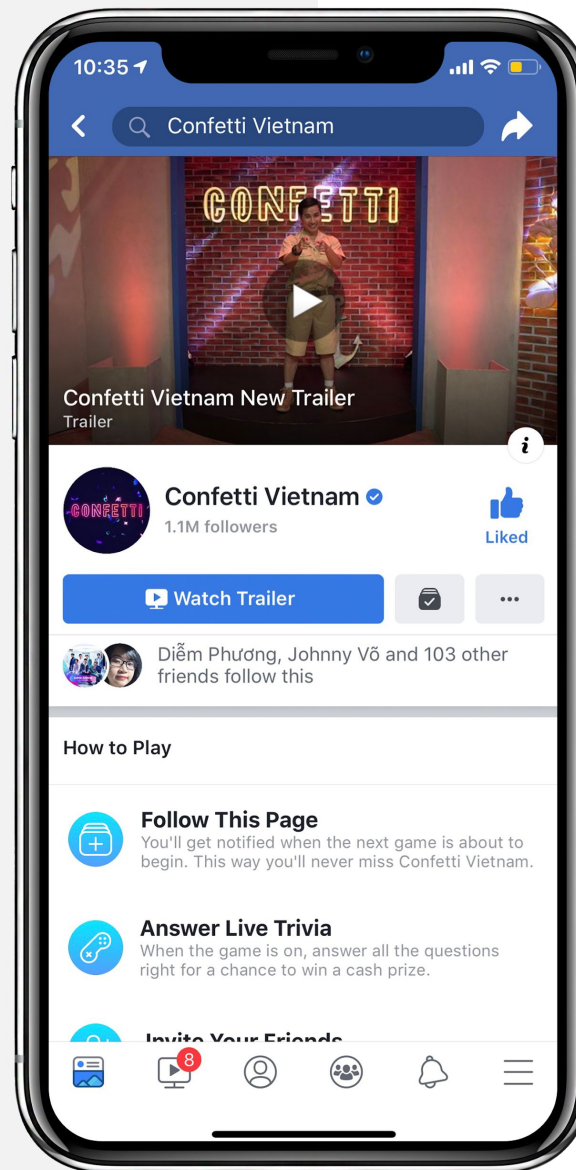 10:35
Confetti Vietnam
CONFETTI
Confetti Vietnam New Trailer
Trailer
i
CONFETTI
Confetti Vietnam
1.1M followers
Liked
Watch Trailer
Diễm Phương, Johnny Võ and 103 other
friends follow this
How to Play
Follow This Page
You'll get notified when the next game is about to
begin. This way you'll never miss Confetti Vietnam.
Answer Live Trivia
When the game is on, answer all the questions
right for a chance to win a cash prize.
Invite Your Friends
8